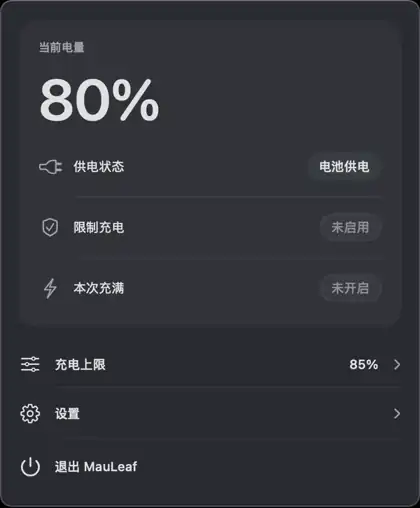 当前电量
80%
供电状态 电池供电
限制充电 未启用
本次充满 未开启
充电上限 85%
设置
退出 MauLeaf